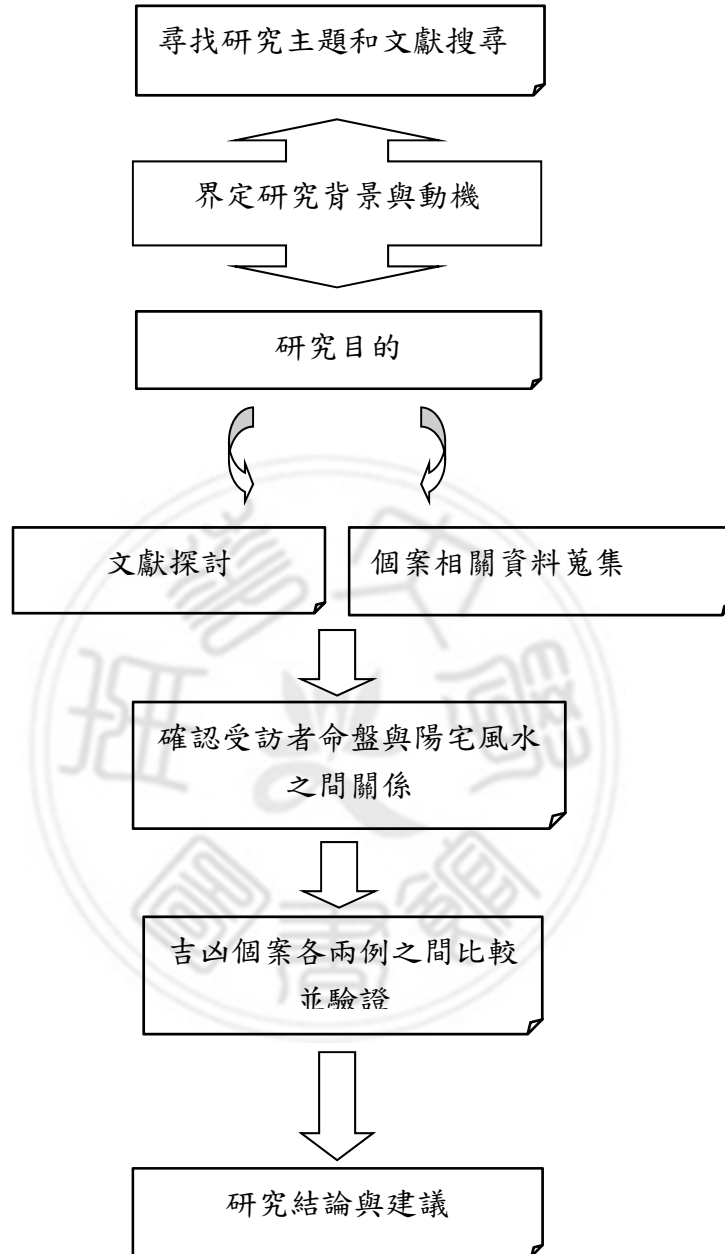 尋找研究主題和文獻搜尋
界定研究背景與動機
研究目的
文獻探討
個案相關資料蒐集
確認受訪者命盤與陽宅風水
之間關係
吉凶個案各兩例之間比較
並驗證
研究結論與建議